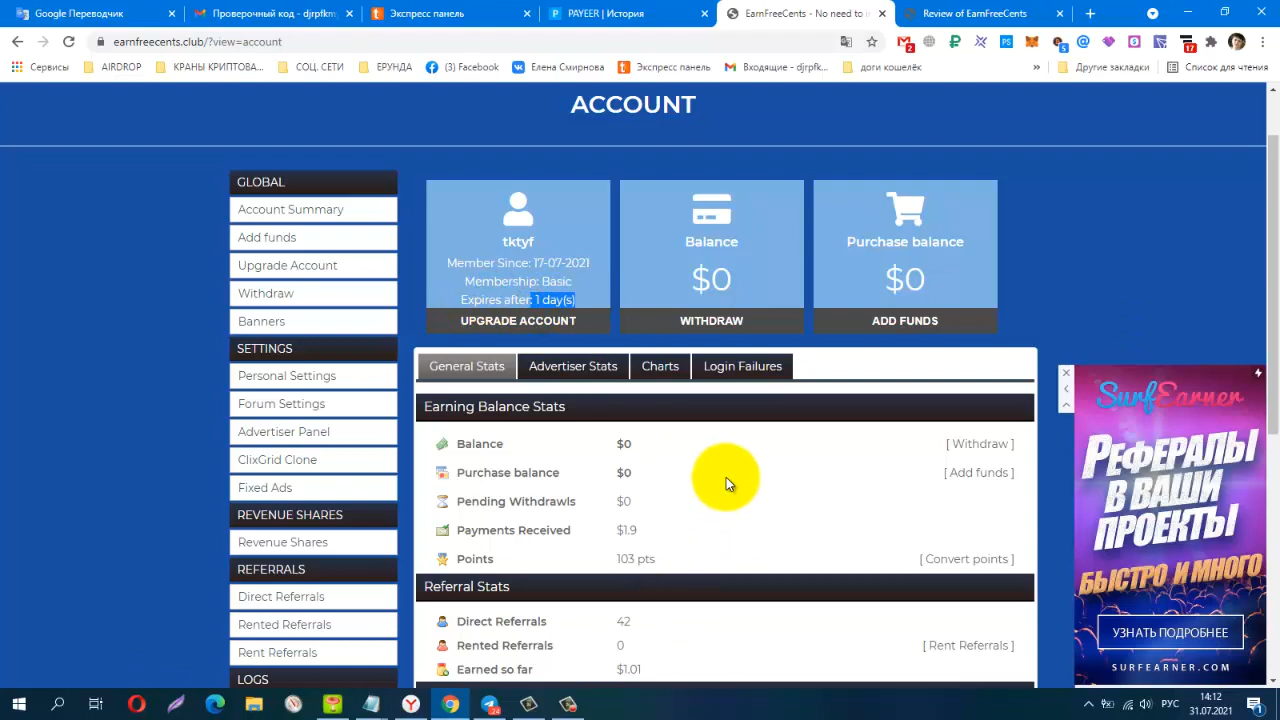 Google Переводчик
Проверочный код - djrpfkm
Экспресс панель
PAYEER | История
EarnFreeCents - No need to
Review of EarnFreeCents
earnfreecents.club/?view=account
2
5
17
Сервисы
AIRDROP
КРАНЫ КРИПТОВА...
СОЦ. СЕТИ
ЕРУНДА
(3) Facebook
Елена Смирнова
Экспресс панель
Входящие - djrpfk...
доги кошелёк
»
Другие закладки
Список для чтения
ACCOUNT
GLOBAL
Account Summary
Add funds
Upgrade Account
Withdraw
Banners
SETTINGS
Personal Settings
Forum Settings
Advertiser Panel
ClixGrid Clone
Fixed Ads
REVENUE SHARES
Revenue Shares
REFERRALS
Direct Referrals
Rented Referrals
Rent Referrals
LOGS
tktyf
Member Since: 17-07-2021
Membership: Basic
Expires after: 1 day(s)
UPGRADE ACCOUNT
Balance
$0
WITHDRAW
Purchase balance
$0
ADD FUNDS
General Stats
Advertiser Stats
Charts
Login Failures
Earning Balance Stats
Balance $0 [ Withdraw ]
Purchase balance $0 [ Add funds ]
Pending Withdrawls $0
Payments Received $1.9
Points 103 pts [ Convert points ]
Referral Stats
Direct Referrals 42
Rented Referrals 0 [ Rent Referrals ]
Earned so far $1.01
SurfEarner
РЕФЕРАЛЫ
В ВАШИ
ПРОЕКТЫ
БЫСТРО И МНОГО
УЗНАТЬ ПОДРОБНЕЕ
SURFEARNER.COM
24
РУС
14:12
31.07.2021
1